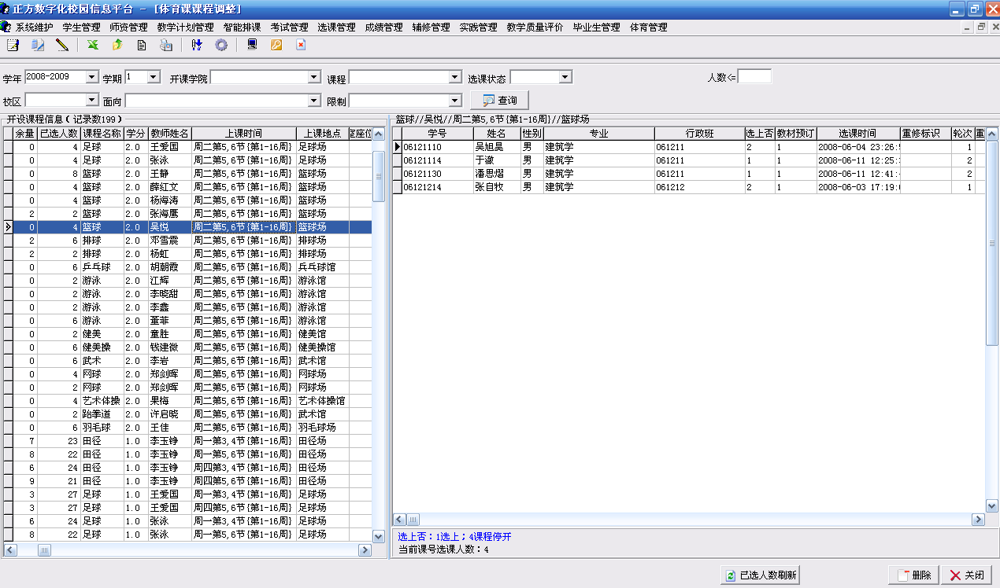 正方数字化校园信息平台 - [体育课课程调整]
系统维护 学生管理 师资管理 教学计划管理 智能排课 考试管理 选课管理 成绩管理 辅修管理 实践管理 教学质量评价 毕业生管理 体育管理
学年 2008-2009 学期 1 开课学院 课程 选课状态 人数<=
校区 面向 限制 查询
开设课程信息(记录数199)
余量 已选人数 课程名称 学分 教师姓名 上课时间 上课地点 座位
0 4 足球 2.0 王爱国 周二第5,6节{第1-16周} 足球场
0 4 足球 2.0 张泳 周二第5,6节{第1-16周} 足球场
0 8 篮球 2.0 王静 周二第5,6节{第1-16周} 篮球场
0 4 篮球 2.0 薛红文 周二第5,6节{第1-16周} 篮球场
0 4 篮球 2.0 杨海涛 周二第5,6节{第1-16周} 篮球场
2 2 篮球 2.0 张海鹰 周二第5,6节{第1-16周} 篮球场
0 4 篮球 2.0 吴悦 周二第5,6节{第1-16周} 篮球场
2 6 排球 2.0 邓雪震 周二第5,6节{第1-16周} 排球场
2 2 排球 2.0 杨虹 周二第5,6节{第1-16周} 排球场
0 6 乒乓球 2.0 胡朝霞 周二第5,6节{第1-16周} 乒乓球馆
0 2 游泳 2.0 江辉 周二第5,6节{第1-16周} 游泳馆
0 2 游泳 2.0 李晓甜 周二第5,6节{第1-16周} 游泳馆
0 2 游泳 2.0 李鑫 周二第5,6节{第1-16周} 游泳馆
0 6 游泳 2.0 董菲 周二第5,6节{第1-16周} 游泳馆
0 2 健美 2.0 童胜 周二第5,6节{第1-16周} 健美馆
0 6 健美操 2.0 钱建微 周二第5,6节{第1-16周} 健美操馆
0 6 武术 2.0 李岩 周二第5,6节{第1-16周} 武术馆
0 4 网球 2.0 郑剑晖 周二第5,6节{第1-16周} 网球场
0 2 网球 2.0 郑剑晖 周二第5,6节{第1-16周} 网球场
0 4 艺术体操 2.0 果梅 周二第5,6节{第1-16周} 艺术体操馆
0 2 跆拳道 2.0 许启晓 周二第5,6节{第1-16周} 武术馆
0 6 羽毛球 2.0 王佳 周二第5,6节{第1-16周} 羽毛球场
7 23 田径 1.0 李玉铮 周一第3,4节{第1-16周} 田径场
8 22 田径 1.0 李玉铮 周一第5,6节{第1-16周} 田径场
6 24 田径 1.0 李玉铮 周四第3,4节{第1-16周} 田径场
9 21 田径 1.0 李玉铮 周四第5,6节{第1-16周} 田径场
3 27 足球 1.0 王爱国 周一第3,4节{第1-16周} 足球场
3 27 足球 1.0 王爱国 周四第5,6节{第1-16周} 足球场
6 24 足球 1.0 张泳 周一第3,4节{第1-16周} 足球场
8 22 足球 1.0 张泳 周一第5,6节{第1-16周} 足球场
篮球//吴悦//周二第5,6节{第1-16周}//篮球场
学号 姓名 性别 专业 行政班 选上否 教材预订 选课时间 重修标识 轮次 重
06121110 吴旭昊 男 建筑学 061211 2 1 2008-06-04 23:26: 1
06121114 于澈 男 建筑学 061211 1 1 2008-06-11 12:25: 2
06121130 潘思熠 男 建筑学 061211 1 1 2008-06-11 12:41: 2
06121214 张自牧 男 建筑学 061212 2 1 2008-06-03 17:19: 1
选上否:1选上;4课程停开
当前课号选课人数:4
已选人数刷新 删除 关闭